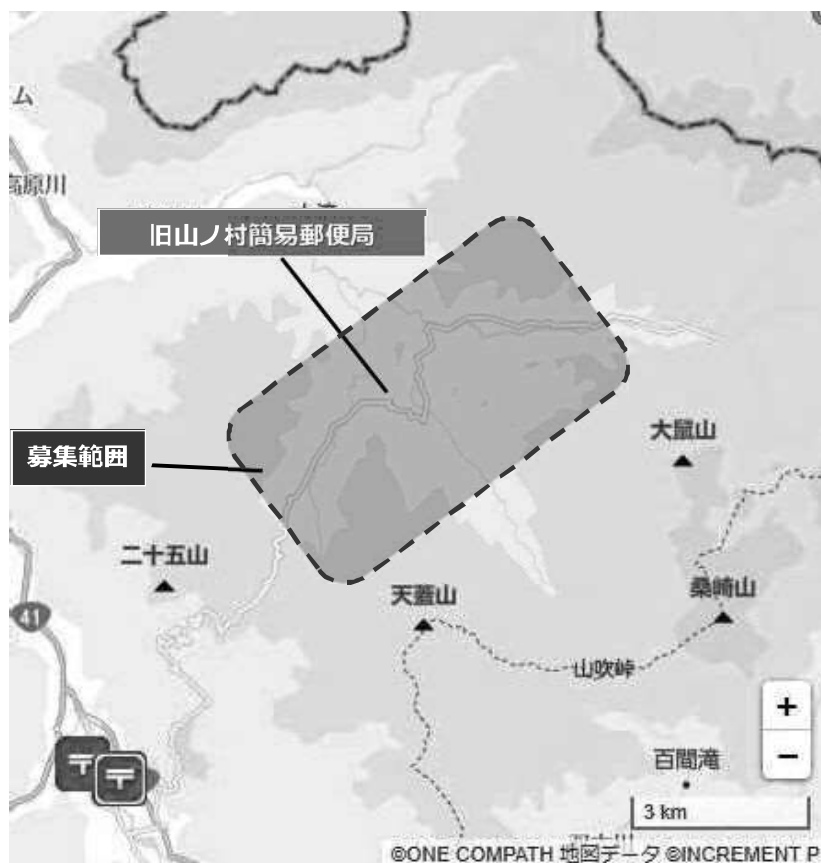 ム
高原川
旧山ノ村簡易郵便局
募集範囲
大鼠山
二十五山
天蓋山
桑崎山
41
山吹峠
+
−
百間滝
3 km
©ONE COMPATH 地図データ ©INCREMENT P